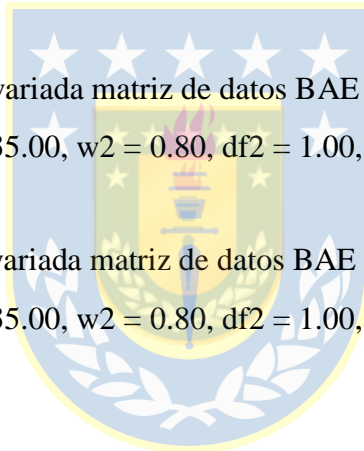 variada matriz de datos BAE
35.00, w2 = 0.80, df2 = 1.00,
variada matriz de datos BAE
35.00, w2 = 0.80, df2 = 1.00,